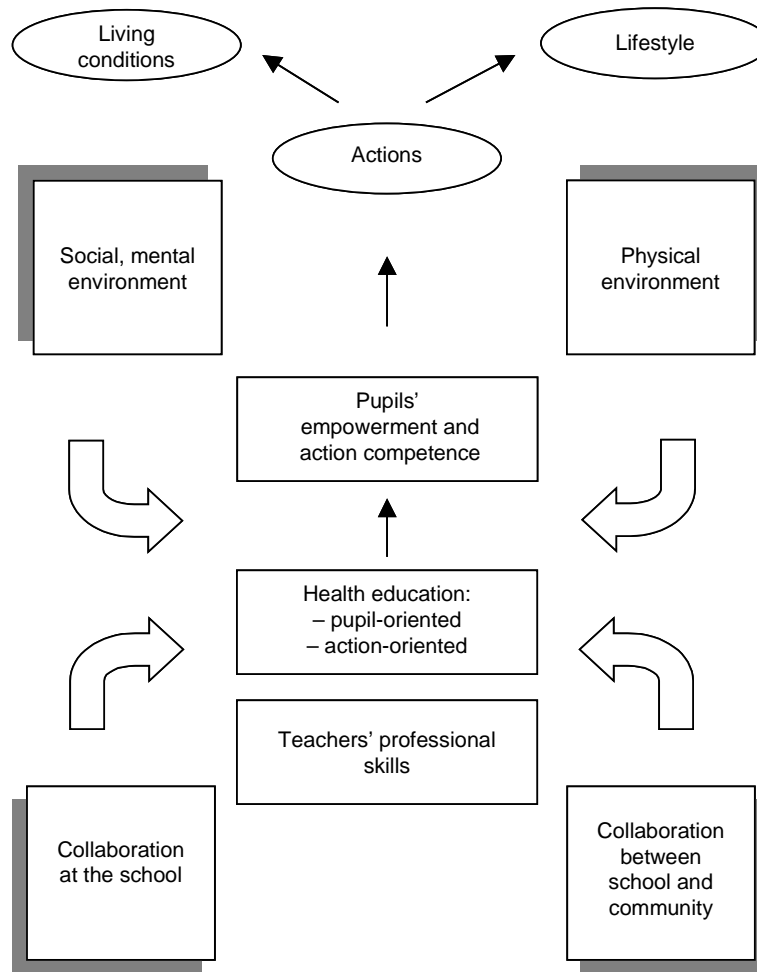 Living
conditions
Lifestyle
Actions
Social, mental
environment
Physical
environment
Pupils’
empowerment and
action competence
Health education:
– pupil-oriented
– action-oriented
Teachers’ professional
skills
Collaboration
at the school
Collaboration
between
school and
community